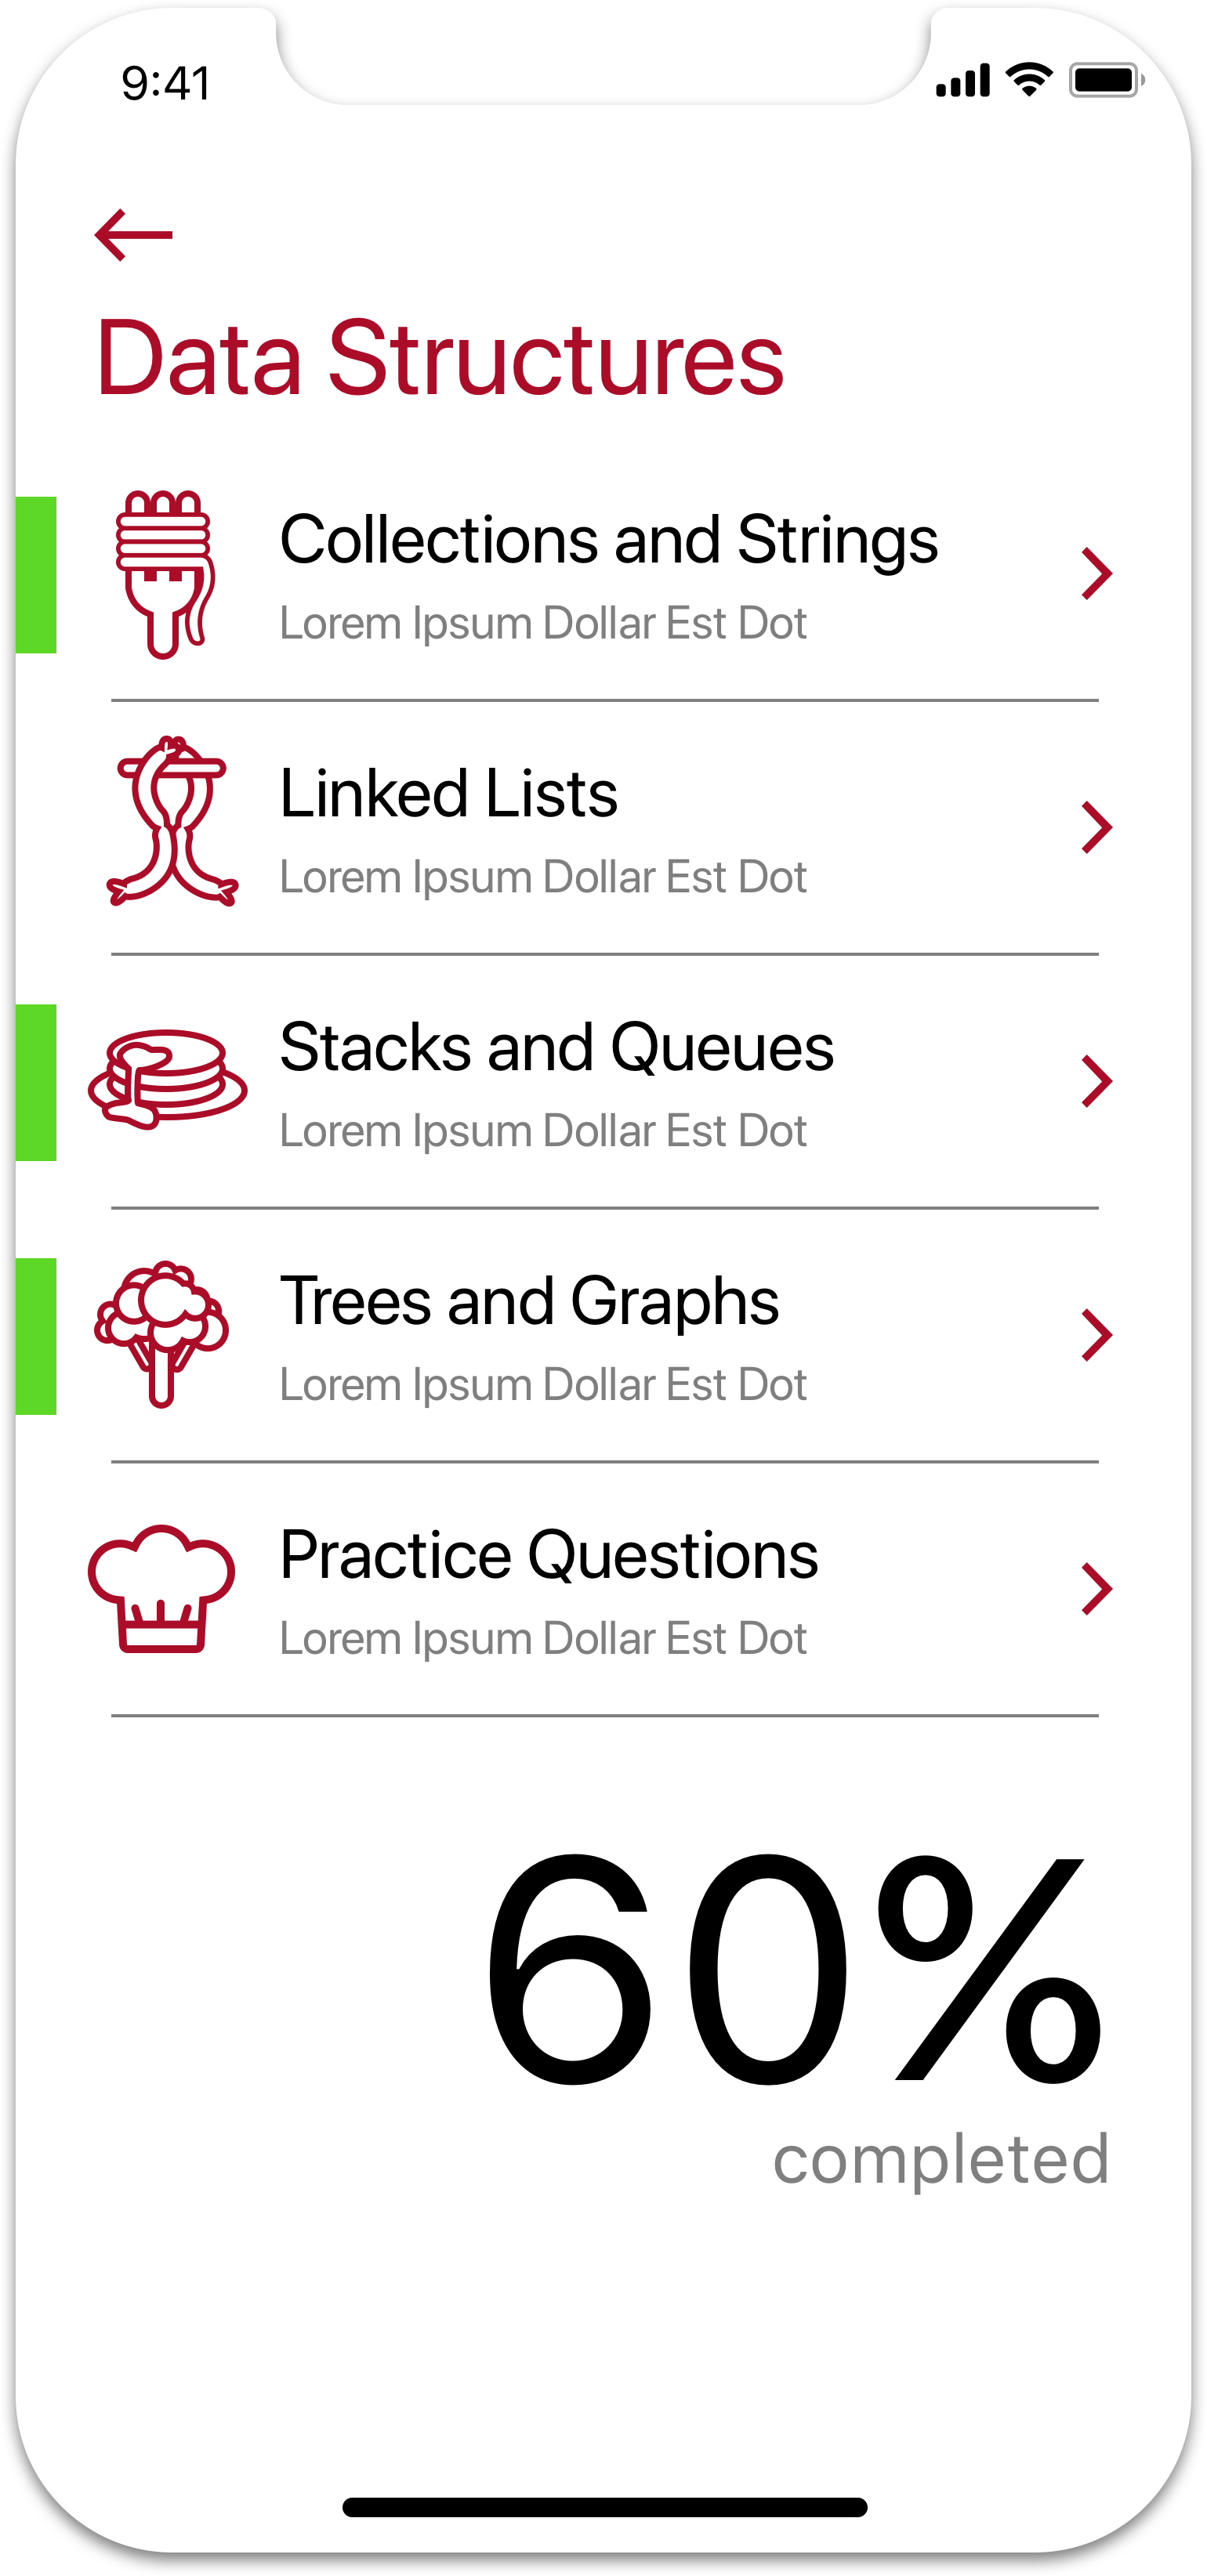 9:41
Data Structures
Collections and Strings
Lorem Ipsum Dollar Est Dot
Linked Lists
Lorem Ipsum Dollar Est Dot
Stacks and Queues
Lorem Ipsum Dollar Est Dot
Trees and Graphs
Lorem Ipsum Dollar Est Dot
Practice Questions
Lorem Ipsum Dollar Est Dot
60%
completed